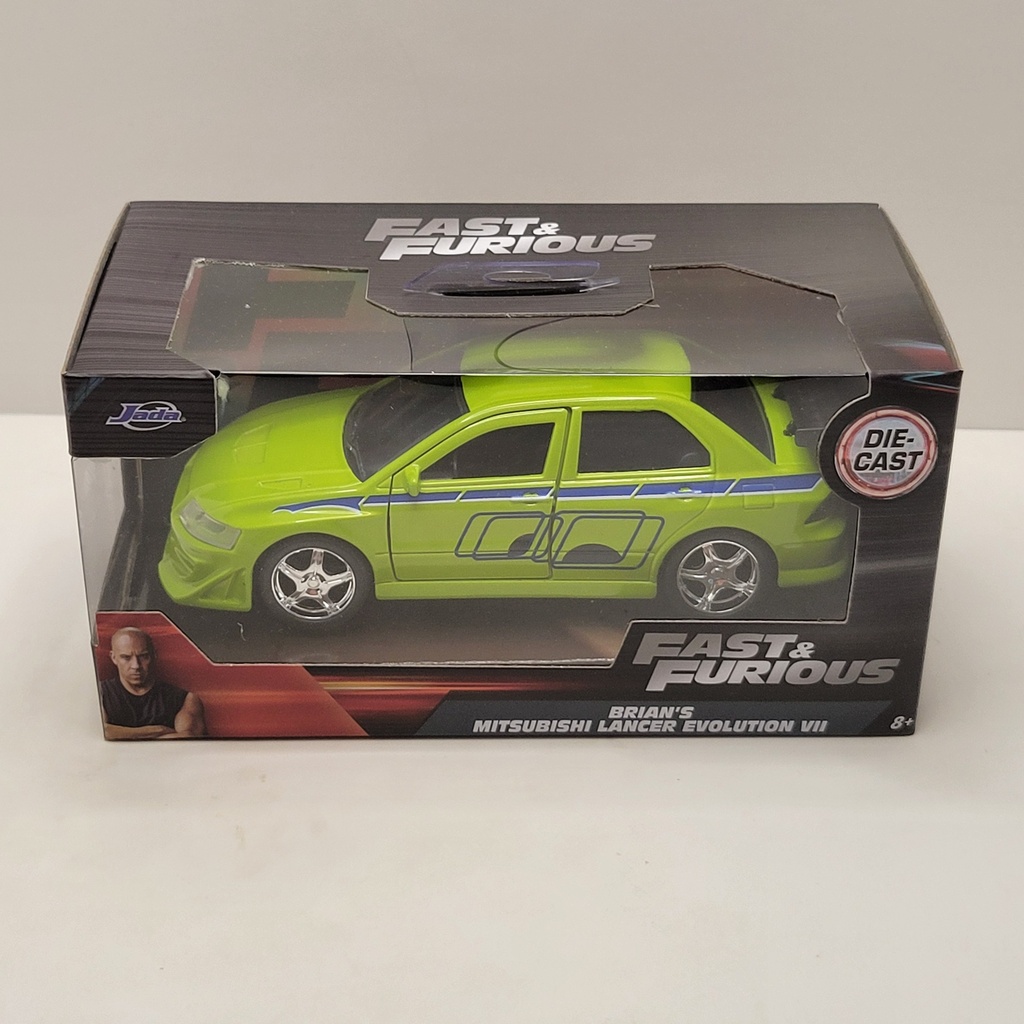 FAST &
FURIOUS
Jada
DIE-
CAST
FAST &
FURIOUS
BRIAN'S
MITSUBISHI LANCER EVOLUTION VII
8+